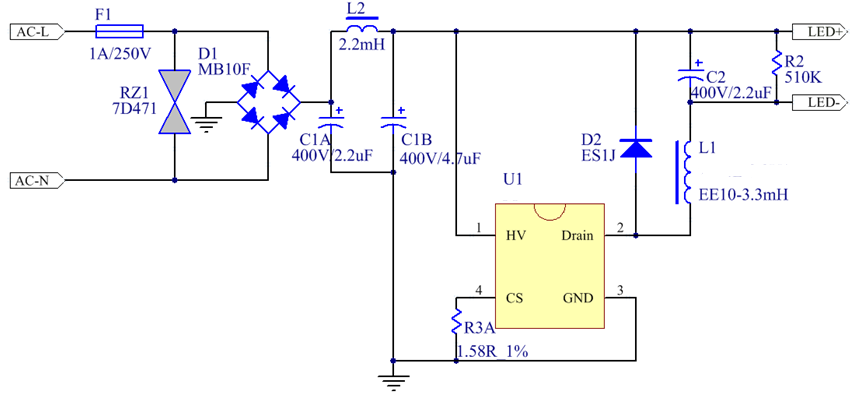 AC-L
F1
1A/250V
RZ1
7D471
AC-N
D1
MB10F
L2
2.2mH
C1A
400V/2.2uF
C1B
400V/4.7uF
D2
ES1J
C2
400V/2.2uF
R2
510K
LED+
LED-
L1
EE10-3.3mH
U1
1
HV
Drain
2
4
CS
GND
3
R3A
1.58R_1%